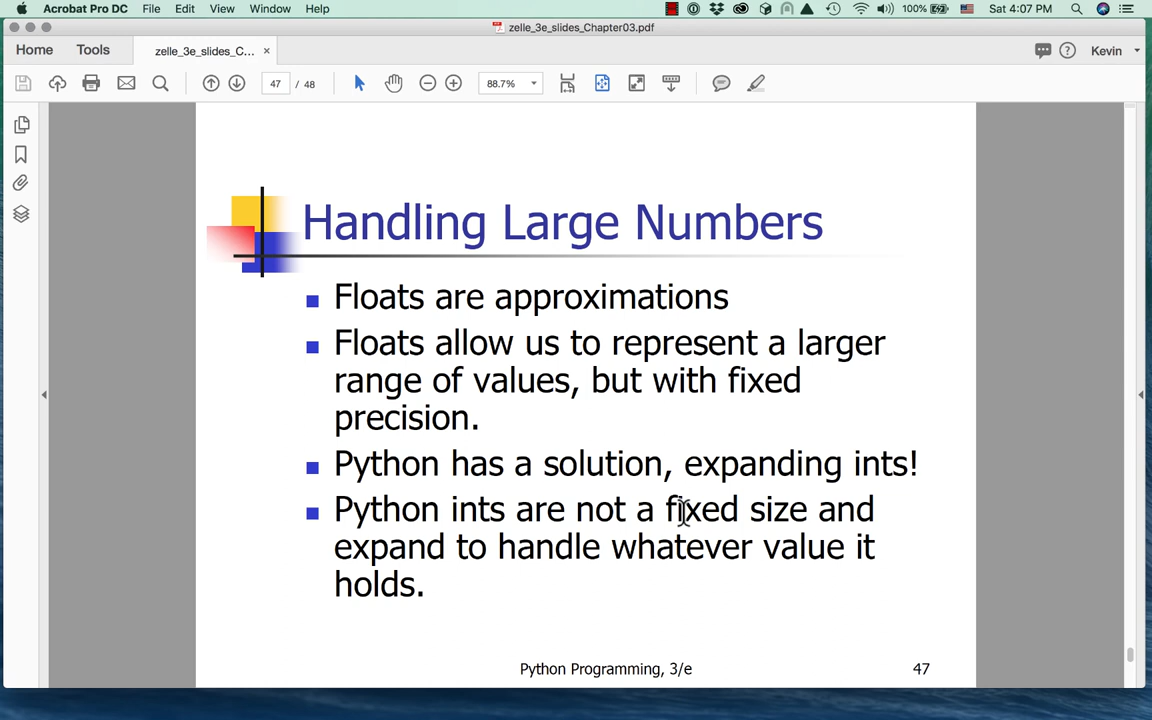 Acrobat Pro DC File Edit View Window Help 100% Sat 4:07 PM
zelle_3e_slides_Chapter03.pdf
Home Tools zelle_3e_slides_C... × Kevin
47 / 48 88.7%
Handling Large Numbers
Floats are approximations
Floats allow us to represent a larger
range of values, but with fixed
precision.
Python has a solution, expanding ints!
Python ints are not a fixed size and
expand to handle whatever value it
holds.
Python Programming, 3/e 47